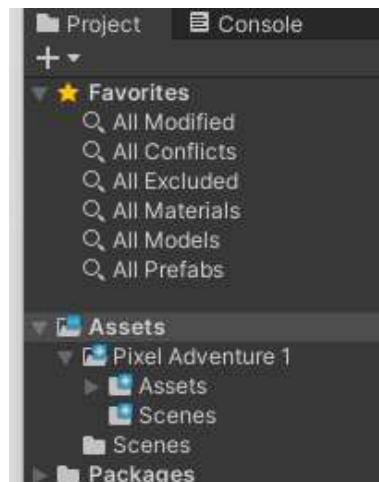 Project Console
Favorites
All Modified
All Conflicts
All Excluded
All Materials
All Models
All Prefabs
Assets
Pixel Adventure 1
Assets
Scenes
Scenes
Packages